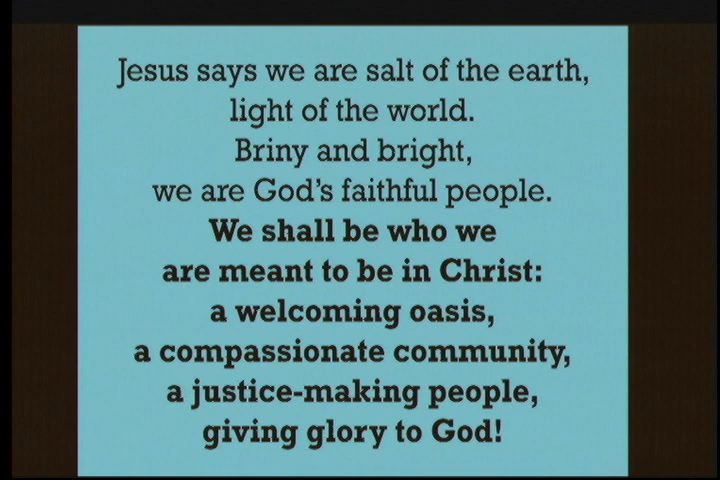 Jesus says we are salt of the earth,
light of the world.
Briny and bright,
we are God's faithful people.
We shall be who we
are meant to be in Christ:
a welcoming oasis,
a compassionate community,
a justice-making people,
giving glory to God!